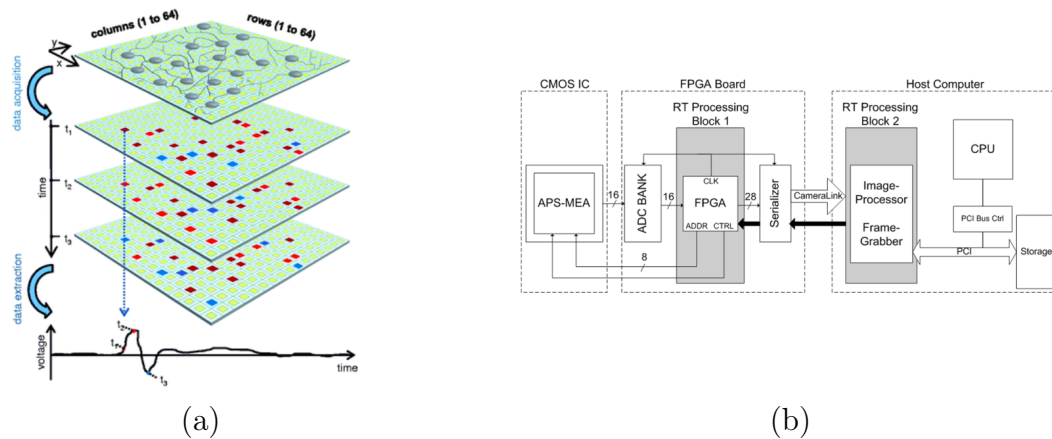 columns (1 to 64)
rows (1 to 64)
y
x
data acquisition
t1
time
t2
t3
data extraction
voltage
t2
t1
t3
time
(a)
CMOS IC
FPGA Board
Host Computer
RT Processing
Block 1
RT Processing
Block 2
APS-MEA
16
ADC BANK
16
CLK
FPGA
ADDR CTRL
28
Serializer
CameraLink
Image-
Processor
Frame-
Grabber
CPU
PCI Bus Ctrl
PCI
Storage
8
(b)